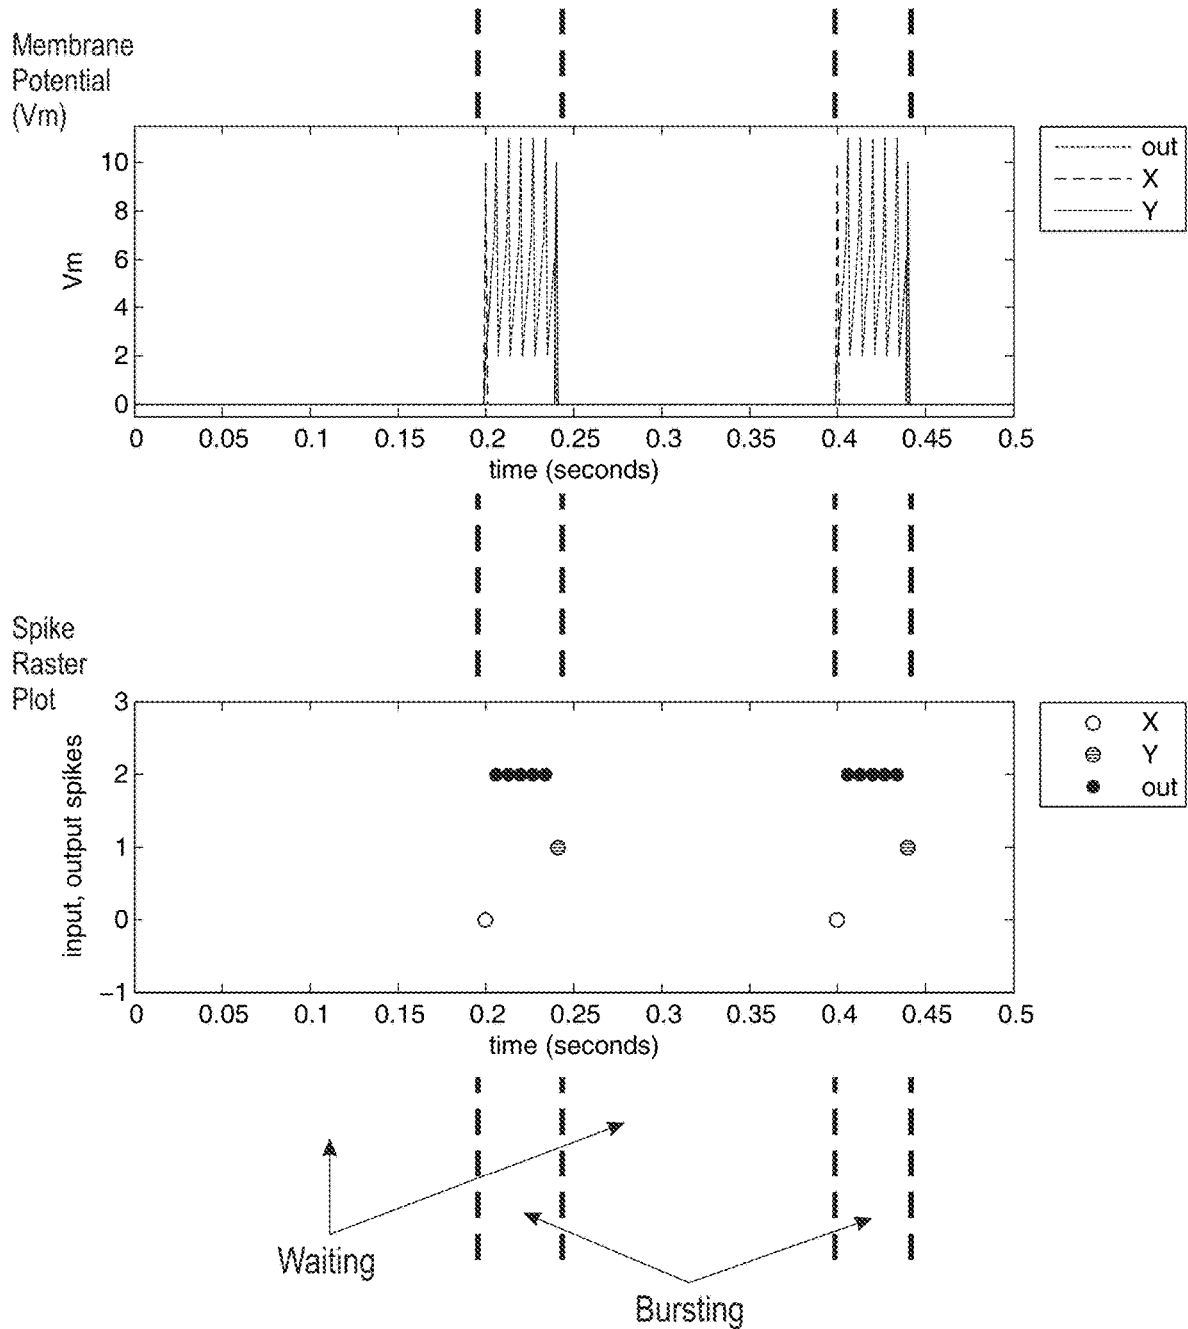 Membrane
Potential
(Vm)
10
8
6
4
2
0
Vm
0 0.05 0.1 0.15 0.2 0.25 0.3 0.35 0.4 0.45 0.5
time (seconds)
out
X
Y
Spike
Raster
Plot
3
2
1
0
−1
input, output spikes
0 0.05 0.1 0.15 0.2 0.25 0.3 0.35 0.4 0.45 0.5
time (seconds)
X
Y
out
Waiting
Bursting